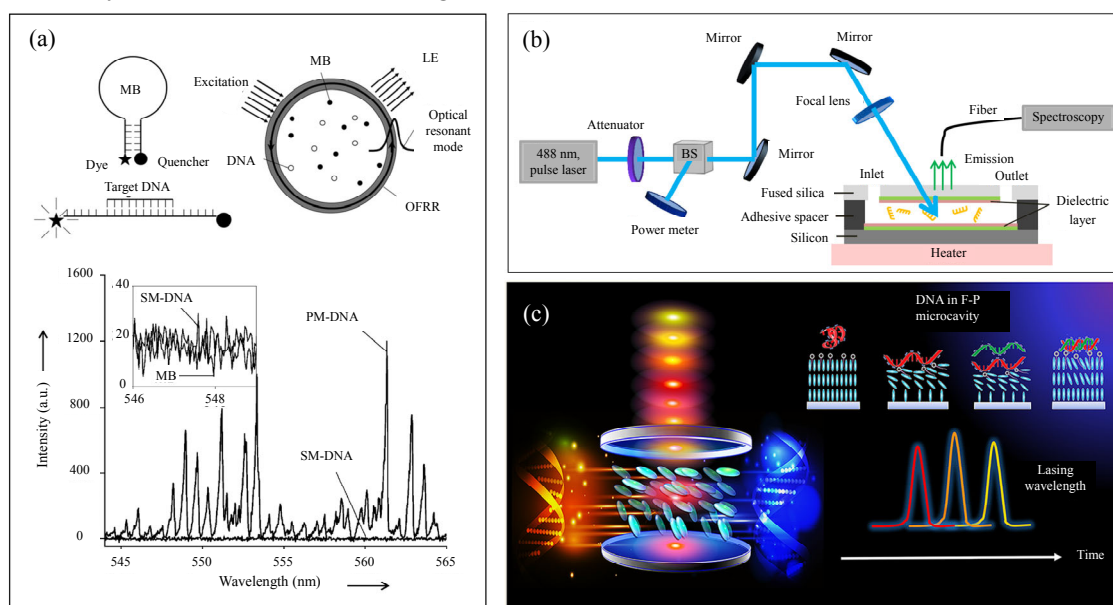 (a)
MB
Dye
Quencher
Target DNA
MB
LE
Excitation
Optical
resonant
mode
DNA
OFRR
1600
1200
800
400
0
Intensity (a.u.)
40
20
0
SM-DNA
MB
546
548
PM-DNA
SM-DNA
545
550
555
560
565
Wavelength (nm)
(b)
Mirror
Mirror
Focal lens
Fiber
Spectroscopy
Attenuator
488 nm,
pulse laser
BS
Mirror
Emission
Inlet
Outlet
Fused silica
Adhesive spacer
Dielectric
layer
Power meter
Silicon
Heater
(c)
DNA in F-P
microcavity
Lasing
wavelength
Time